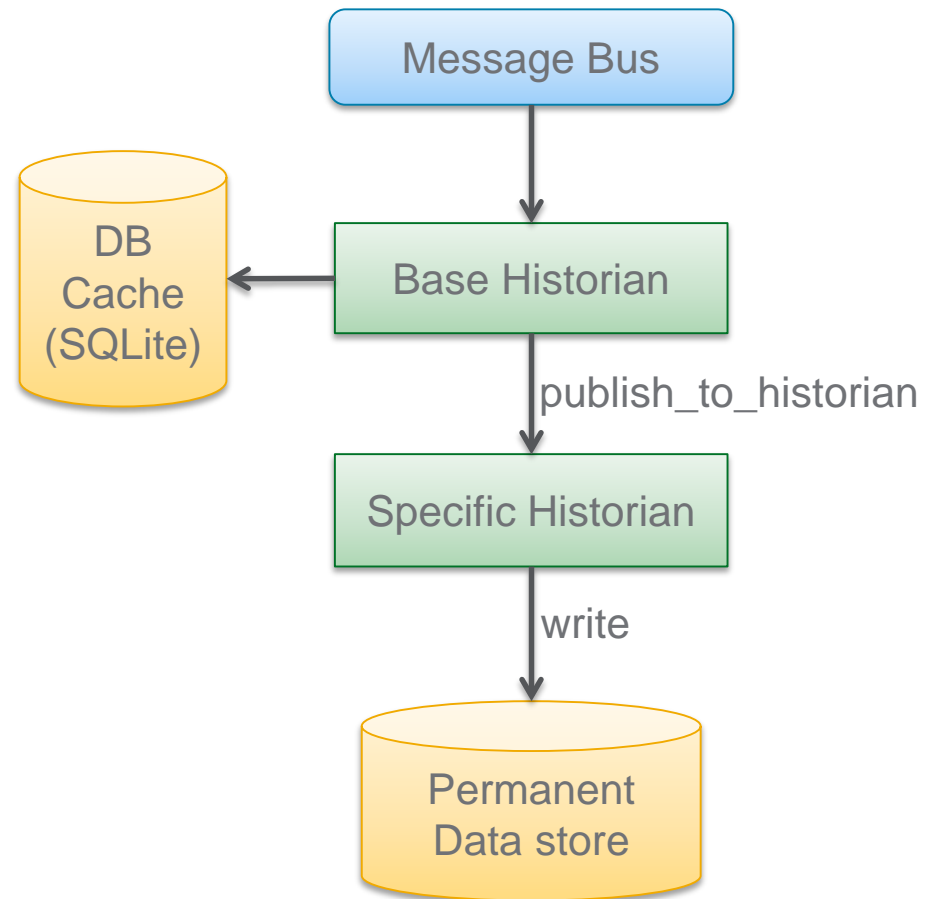 Message Bus
DB
Cache
(SQLite)
Base Historian
publish_to_historian
Specific Historian
write
Permanent
Data store